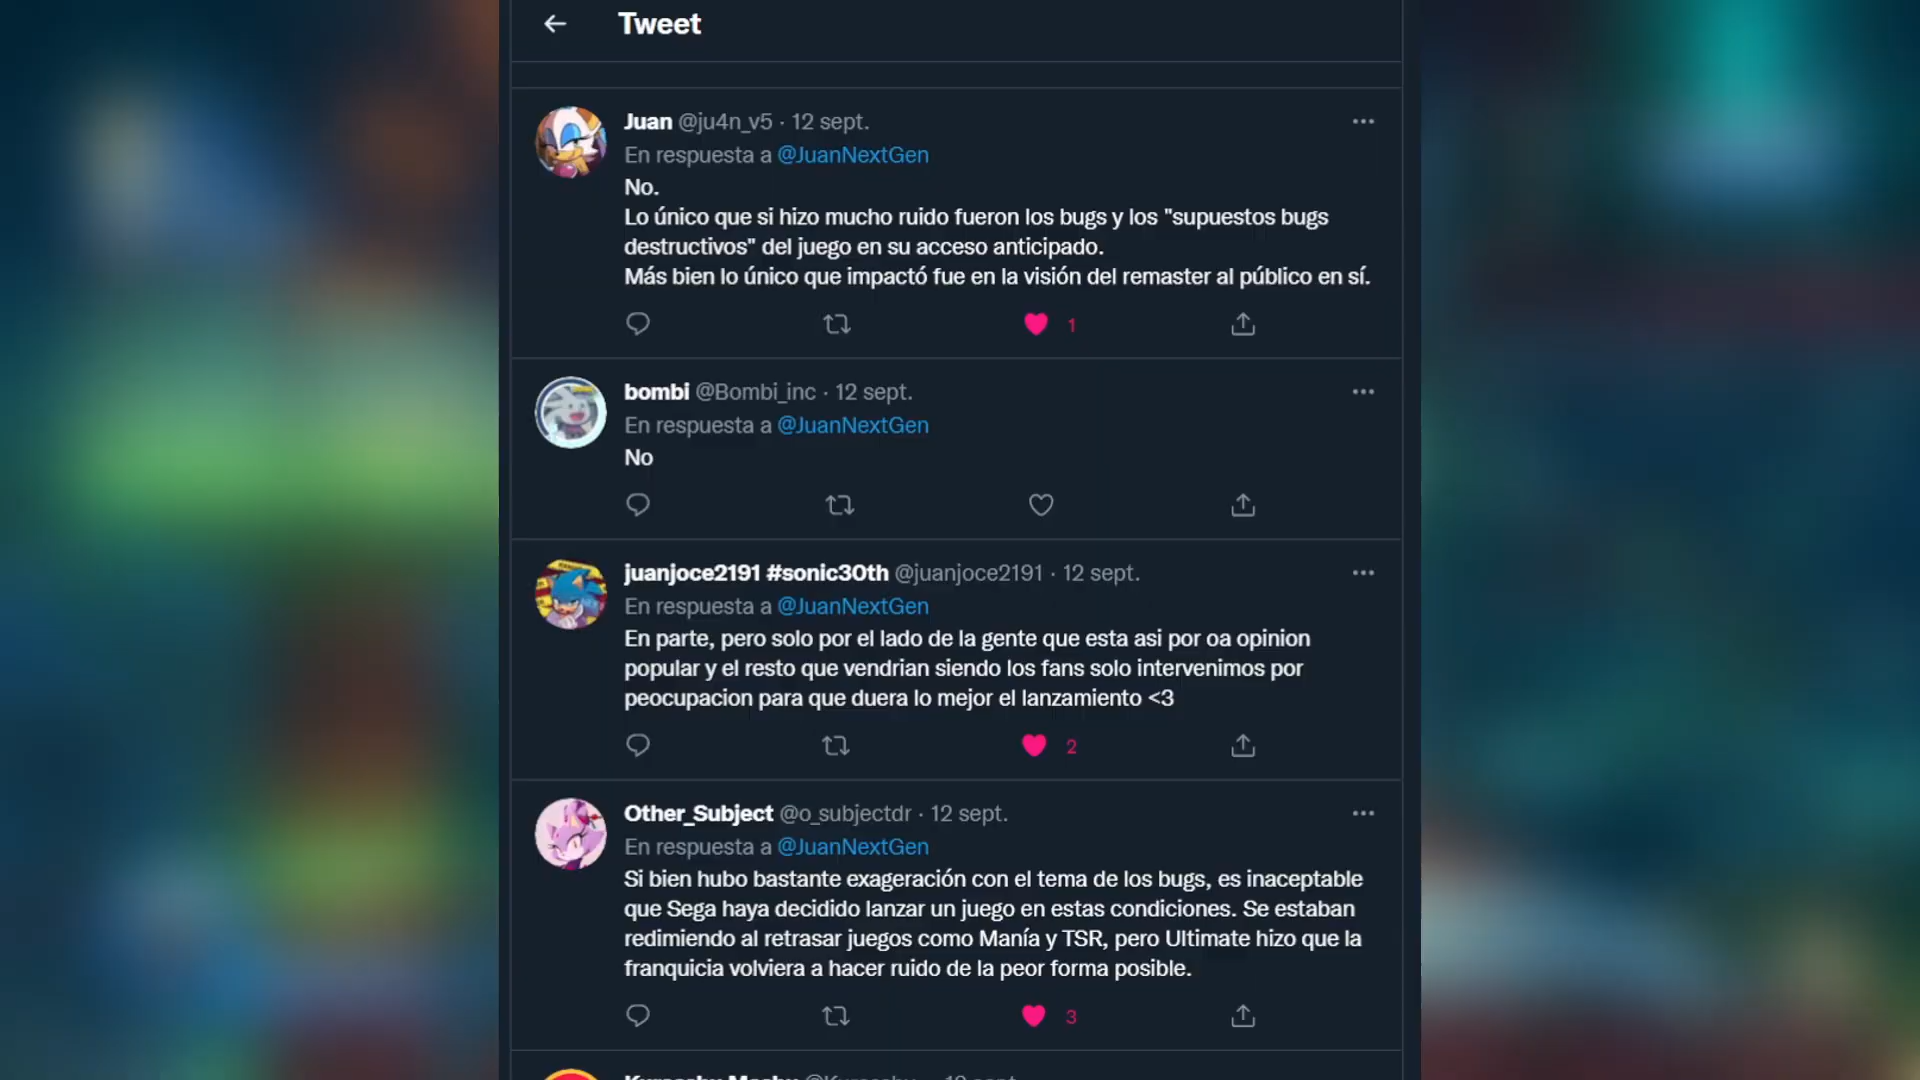 Tweet
Juan @ju4n_v5 · 12 sept.
En respuesta a @JuanNextGen
No.
Lo único que si hizo mucho ruido fueron los bugs y los "supuestos bugs
destructivos" del juego en su acceso anticipado.
Más bien lo único que impactó fue en la visión del remaster al público en sí.
1
bombi @Bombi_inc · 12 sept.
En respuesta a @JuanNextGen
No
juanjoce2191 #sonic30th @juanjoce2191 · 12 sept.
En respuesta a @JuanNextGen
En parte, pero solo por el lado de la gente que esta asi por oa opinion
popular y el resto que vendrian siendo los fans solo intervenimos por
peocupacion para que duera lo mejor el lanzamiento <3
2
Other_Subject @o_subjectdr · 12 sept.
En respuesta a @JuanNextGen
Si bien hubo bastante exageración con el tema de los bugs, es inaceptable
que Sega haya decidido lanzar un juego en estas condiciones. Se estaban
redimiendo al retrasar juegos como Manía y TSR, pero Ultimate hizo que la
franquicia volviera a hacer ruido de la peor forma posible.
3